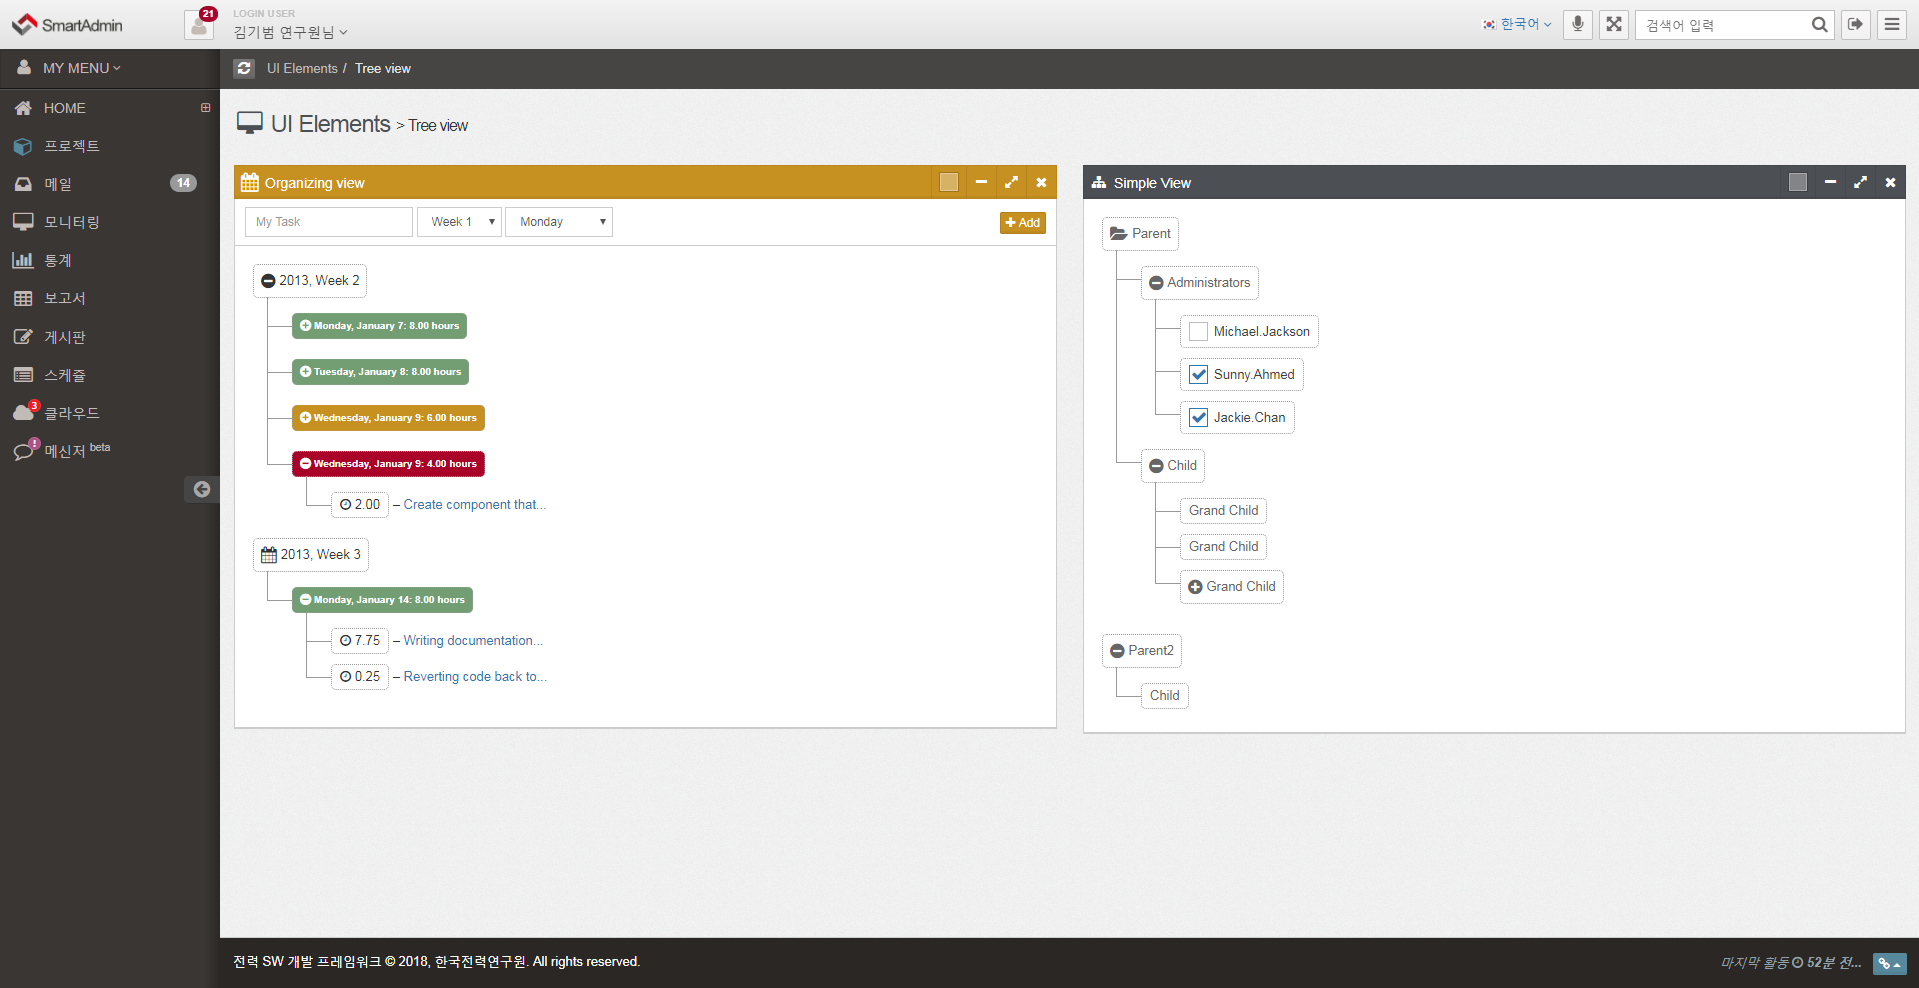 SmartAdmin
21
LOGIN USER
김기범 연구원님
한국어
검색어 입력
MY MENU
UI Elements / Tree view
HOME
프로젝트
메일 14
모니터링
통계
보고서
게시판
스케쥴
3
클라우드
!
메신저 beta
UI Elements > Tree view
Organizing view
My Task Week 1 Monday + Add
2013, Week 2
Monday, January 7: 8.00 hours
Tuesday, January 8: 8.00 hours
Wednesday, January 9: 6.00 hours
Wednesday, January 9: 4.00 hours
2.00 – Create component that...
2013, Week 3
Monday, January 14: 8.00 hours
7.75 – Writing documentation...
0.25 – Reverting code back to...
Simple View
Parent
Administrators
Michael.Jackson
Sunny.Ahmed
Jackie.Chan
Child
Grand Child
Grand Child
Grand Child
Parent2
Child
전력 SW 개발 프레임워크 © 2018, 한국전력연구원. All rights reserved.
마지막 활동 52분 전...